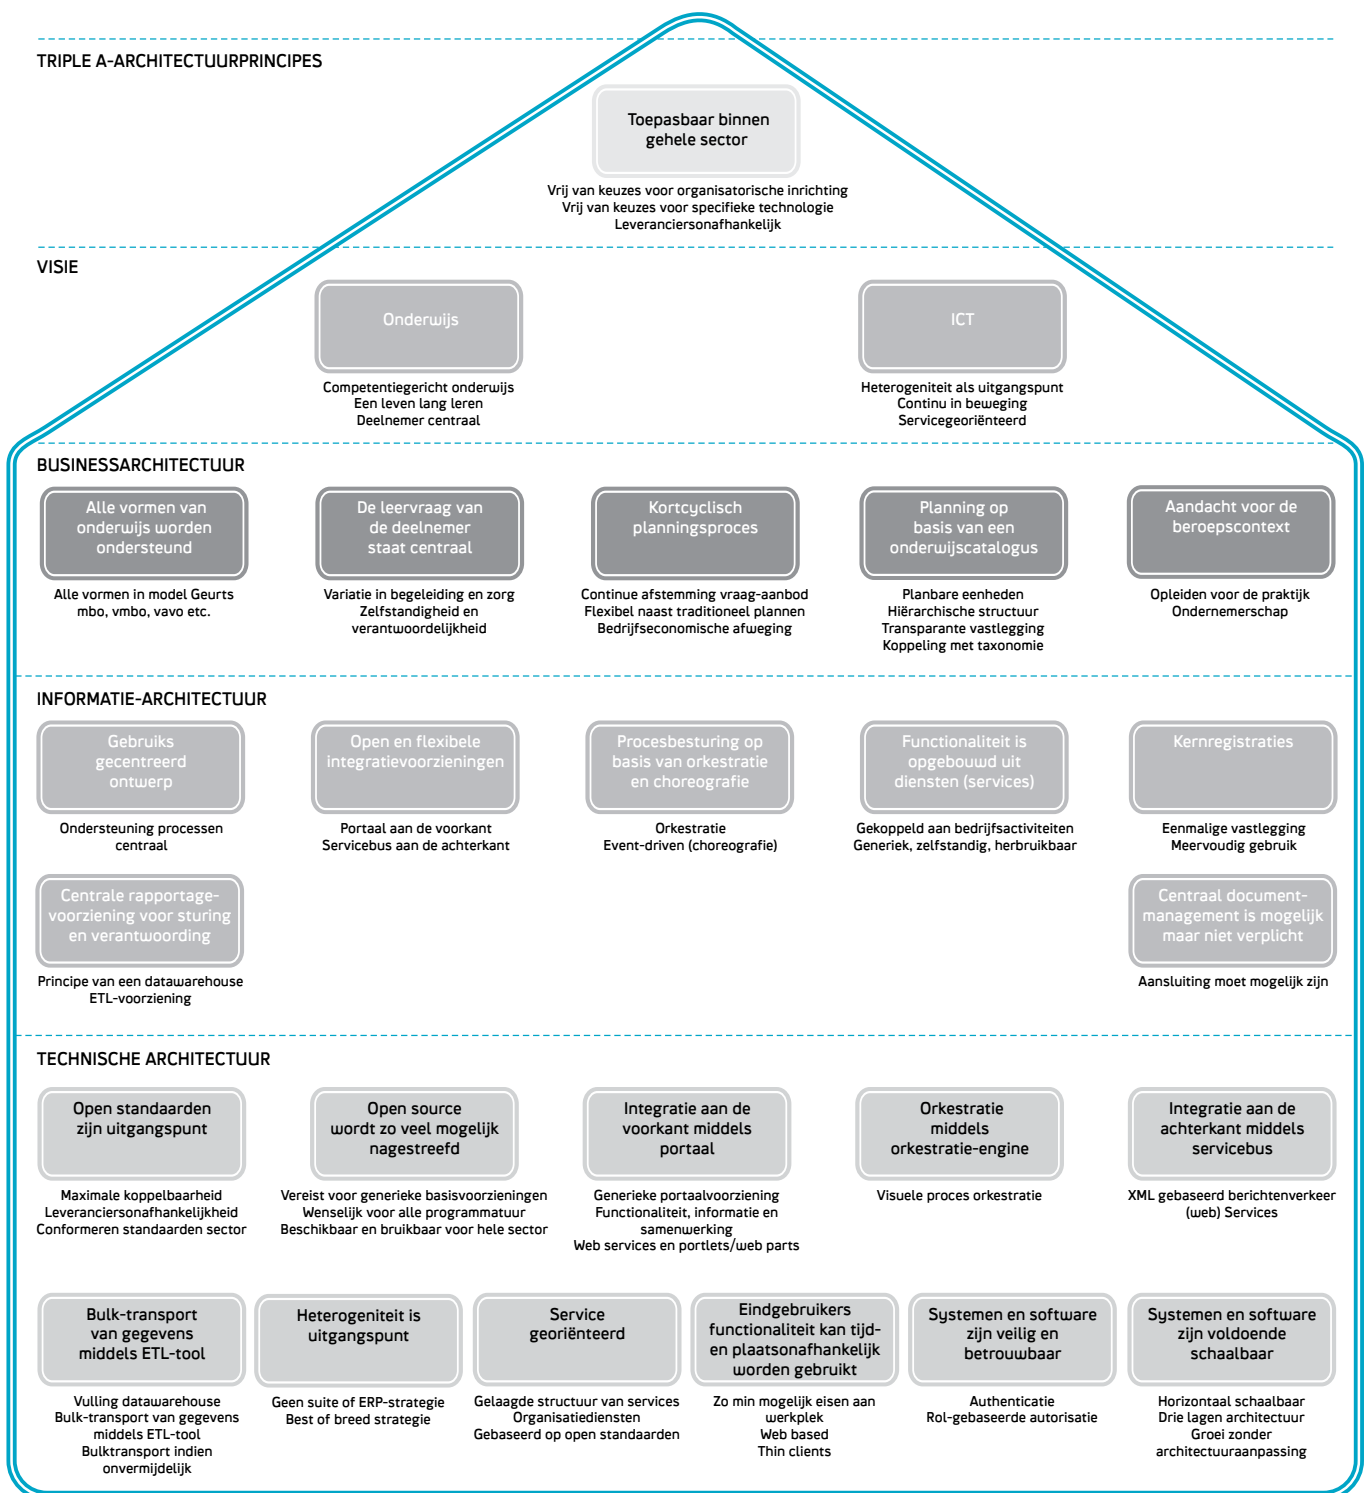 TRIPLE A-ARCHITECTUURPRINCIPES
Toepasbaar binnen
gehele sector
Vrij van keuzes voor organisatorische inrichting
Vrij van keuzes voor specifieke technologie
Leveranciersonafhankelijk
VISIE
Onderwijs
Competentiegericht onderwijs
Een leven lang leren
Deelnemer centraal
ICT
Heterogeniteit als uitgangspunt
Continu in beweging
Servicegeoriënteerd
BUSINESSARCHITECTUUR
Alle vormen van
onderwijs worden
ondersteund
Alle vormen in model Geurts
mbo, vmbo, vavo etc.
De leervraag van
de deelnemer
staat centraal
Variatie in begeleiding en zorg
Zelfstandigheid en
verantwoordelijkheid
Kortcyclisch
planningsproces
Continue afstemming vraag-aanbod
Flexibel naast traditioneel plannen
Bedrijfseconomische afweging
Planning op
basis van een
onderwijscatalogus
Planbare eenheden
Hiërarchische structuur
Transparante vastlegging
Koppeling met taxonomie
Aandacht voor de
beroepscontext
Opleiden voor de praktijk
Ondernemerschap
INFORMATIE-ARCHITECTUUR
Gebruiks
gecentreerd
ontwerp
Ondersteuning processen
centraal
Open en flexibele
integratievoorzieningen
Portaal aan de voorkant
Servicebus aan de achterkant
Procesbesturing op
basis van orkestratie
en choreografie
Orkestratie
Event-driven (choreografie)
Functionaliteit is
opgebouwd uit
diensten (services)
Gekoppeld aan bedrijfsactiviteiten
Generiek, zelfstandig, herbruikbaar
Kernregistraties
Eenmalige vastlegging
Meervoudig gebruik
Centrale rapportage-
voorziening voor sturing
en verantwoording
Principe van een datawarehouse
ETL-voorziening
Centraal document-
management is mogelijk
maar niet verplicht
Aansluiting moet mogelijk zijn
TECHNISCHE ARCHITECTUUR
Open standaarden
zijn uitgangspunt
Maximale koppelbaarheid
Leveranciersonafhankelijkheid
Conformeren standaarden sector
Open source
wordt zo veel mogelijk
nagestreefd
Vereist voor generieke basisvoorzieningen
Wenselijk voor alle programmatuur
Beschikbaar en bruikbaar voor hele sector
Integratie aan de
voorkant middels
portaal
Generieke portaalvoorziening
Functionaliteit, informatie en
samenwerking
Web services en portlets/web parts
Orkestratie
middels
orkestratie-engine
Visuele proces orkestratie
Integratie aan de
achterkant middels
servicebus
XML gebaseerd berichtenverkeer
(web) Services
Bulk-transport
van gegevens
middels ETL-tool
Vulling datawarehouse
Bulk-transport van gegevens
middels ETL-tool
Bulktransport indien
onvermijdelijk
Heterogeniteit is
uitgangspunt
Geen suite of ERP-strategie
Best of breed strategie
Service
georiënteerd
Gelaagde structuur van services
Organisatiediensten
Gebaseerd op open standaarden
Eindgebruikers
functionaliteit kan tijd-
en plaatsonafhankelijk
worden gebruikt
Zo min mogelijk eisen aan
werkplek
Web based
Thin clients
Systemen en software
zijn veilig en
betrouwbaar
Authenticatie
Rol-gebaseerde autorisatie
Systemen en software
zijn voldoende
schaalbaar
Horizontaal schaalbaar
Drie lagen architectuur
Groei zonder
architectuuraanpassing